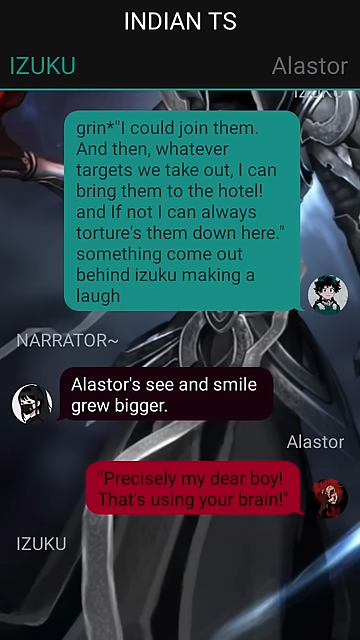 INDIAN TS
IZUKU Alastor
IZUKU
grin*"I could join them.
And then, whatever
targets we take out, I can
bring them to the hotel!
and If not I can always
torture's them down here."
something come out
behind izuku making a
laugh
NARRATOR~
Alastor's see and smile
grew bigger.
Alastor
"Precisely my dear boy!
That's using your brain!"
IZUKU